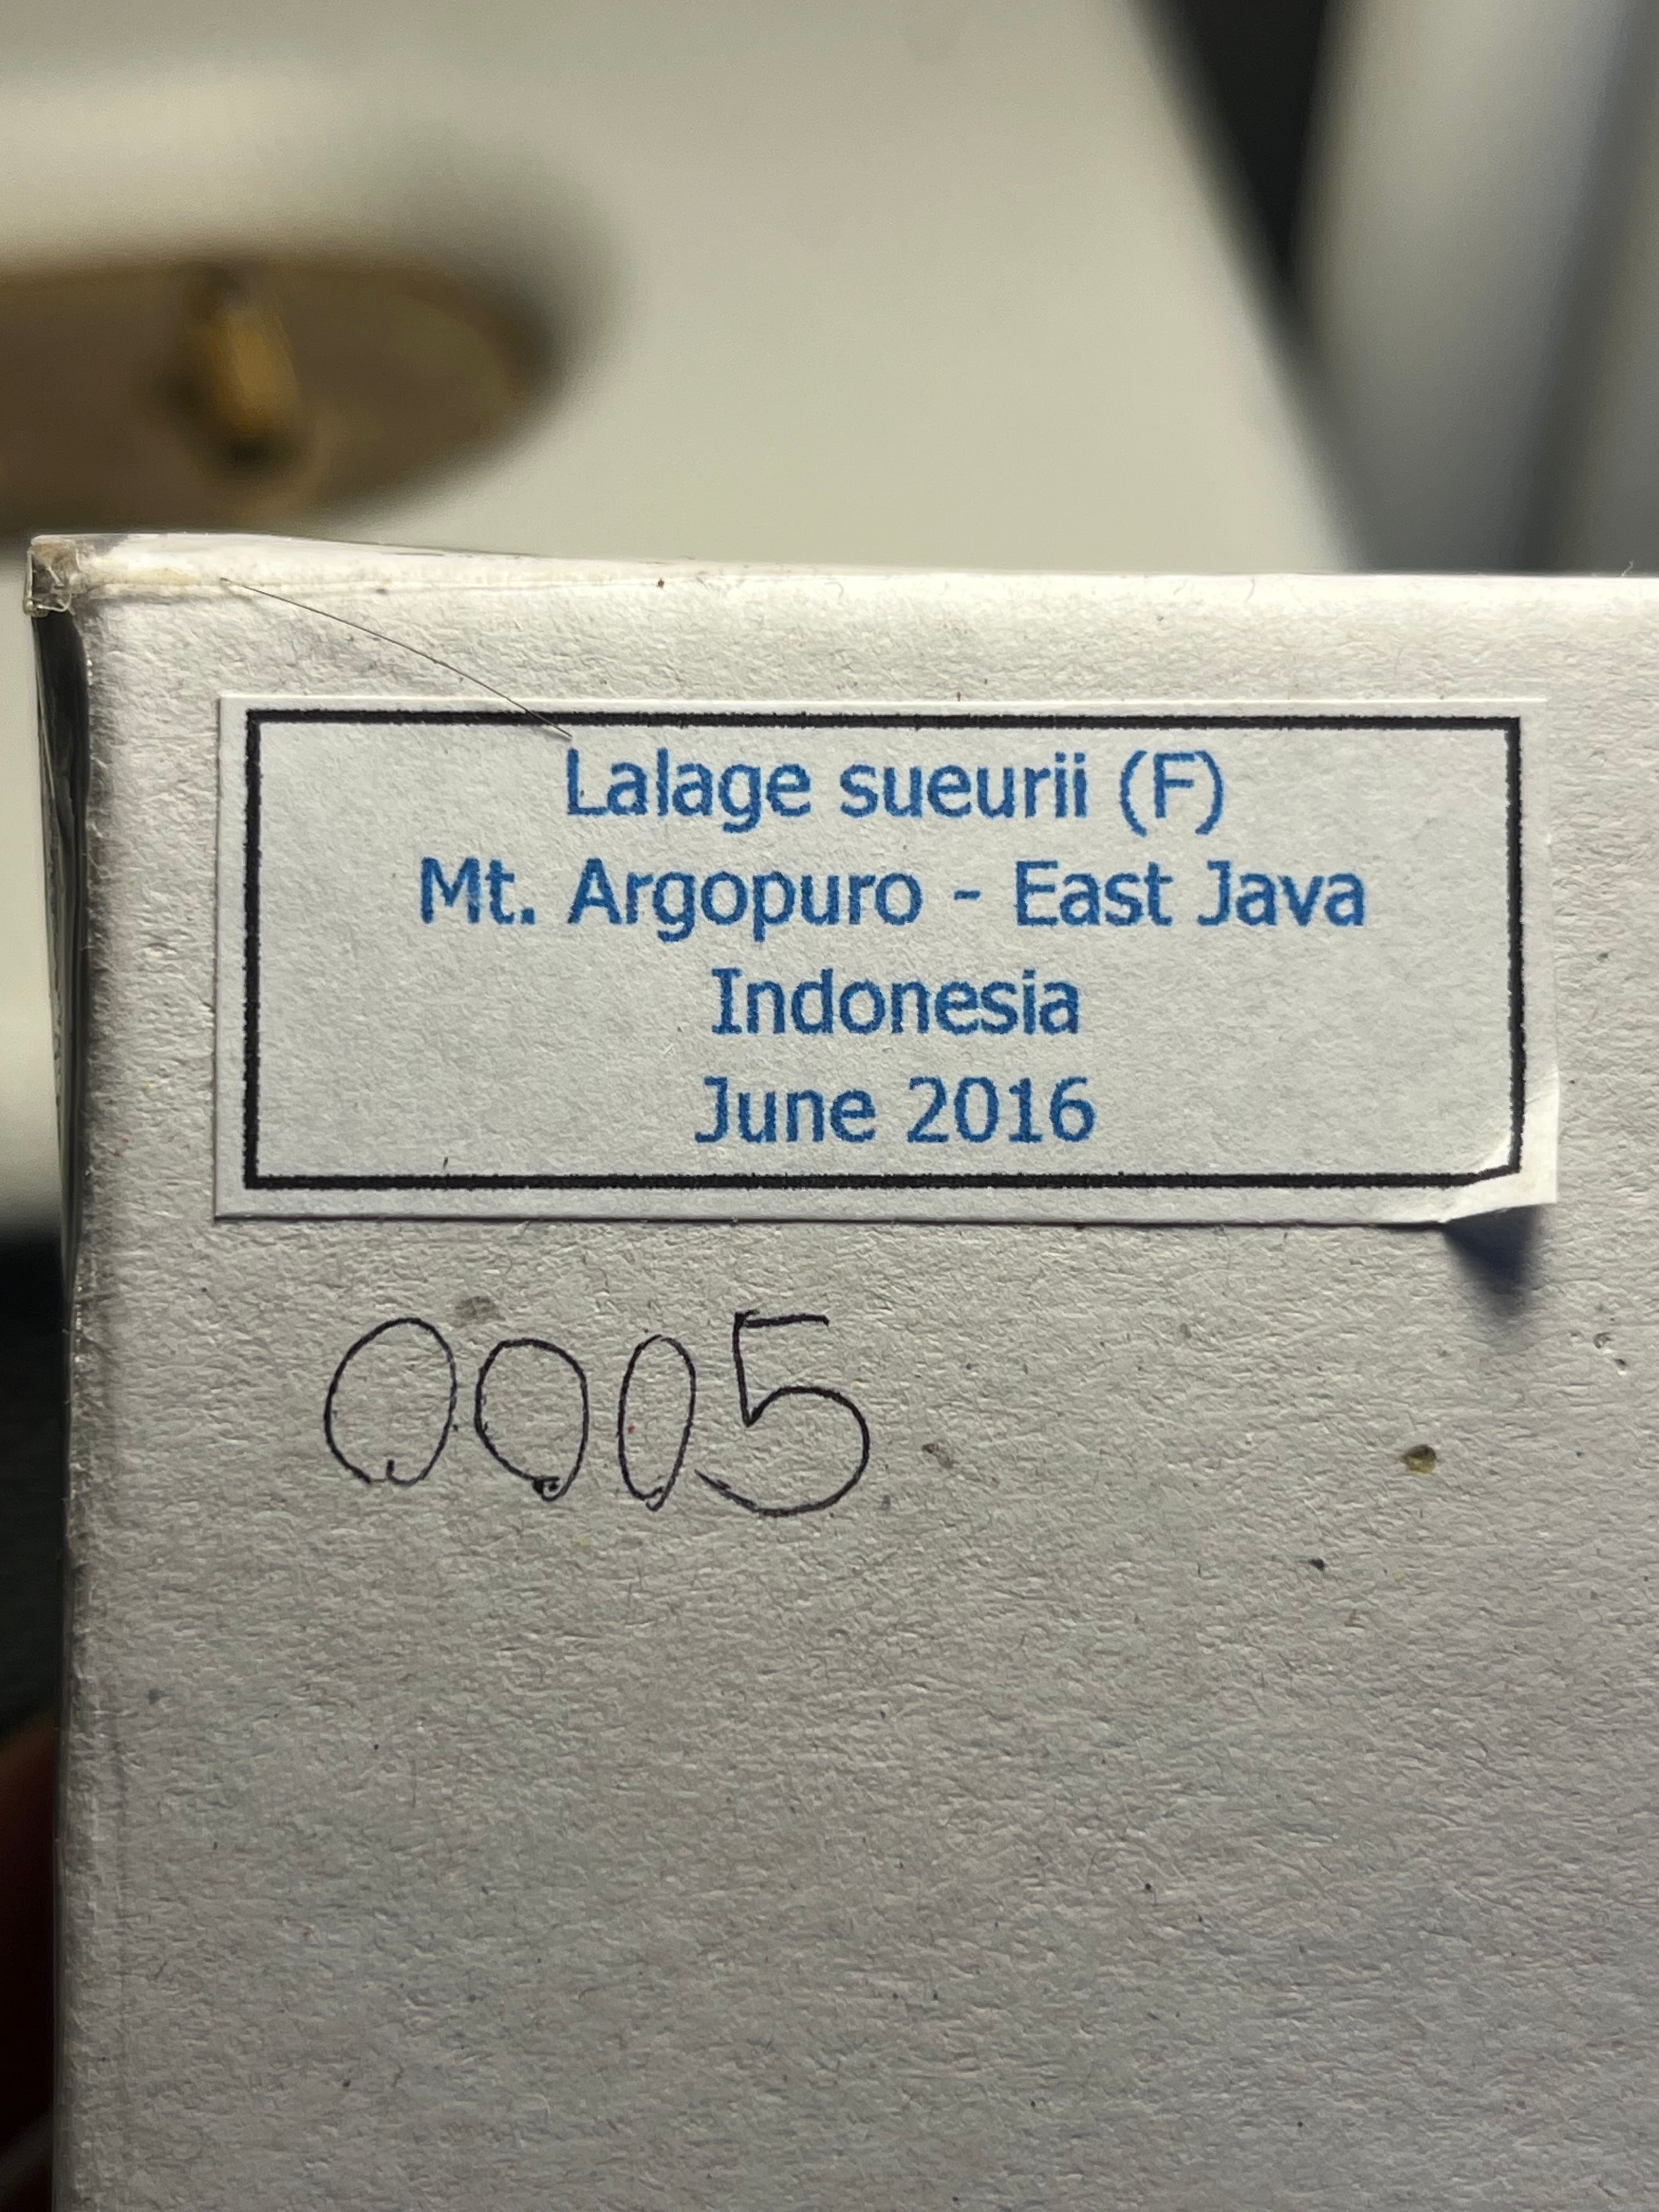 Lalage sueurii (F)
Mt. Argopuro - East Java
Indonesia
June 2016
0005